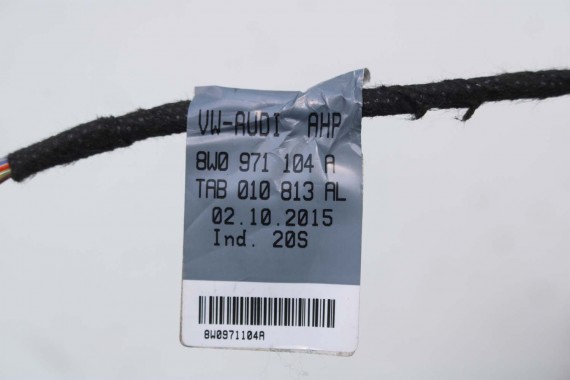 VW-AUDI AHP
8W0 971 104 A
TAB 010 813 AL
02.10.2015
Ind. 20S
8W0971104A